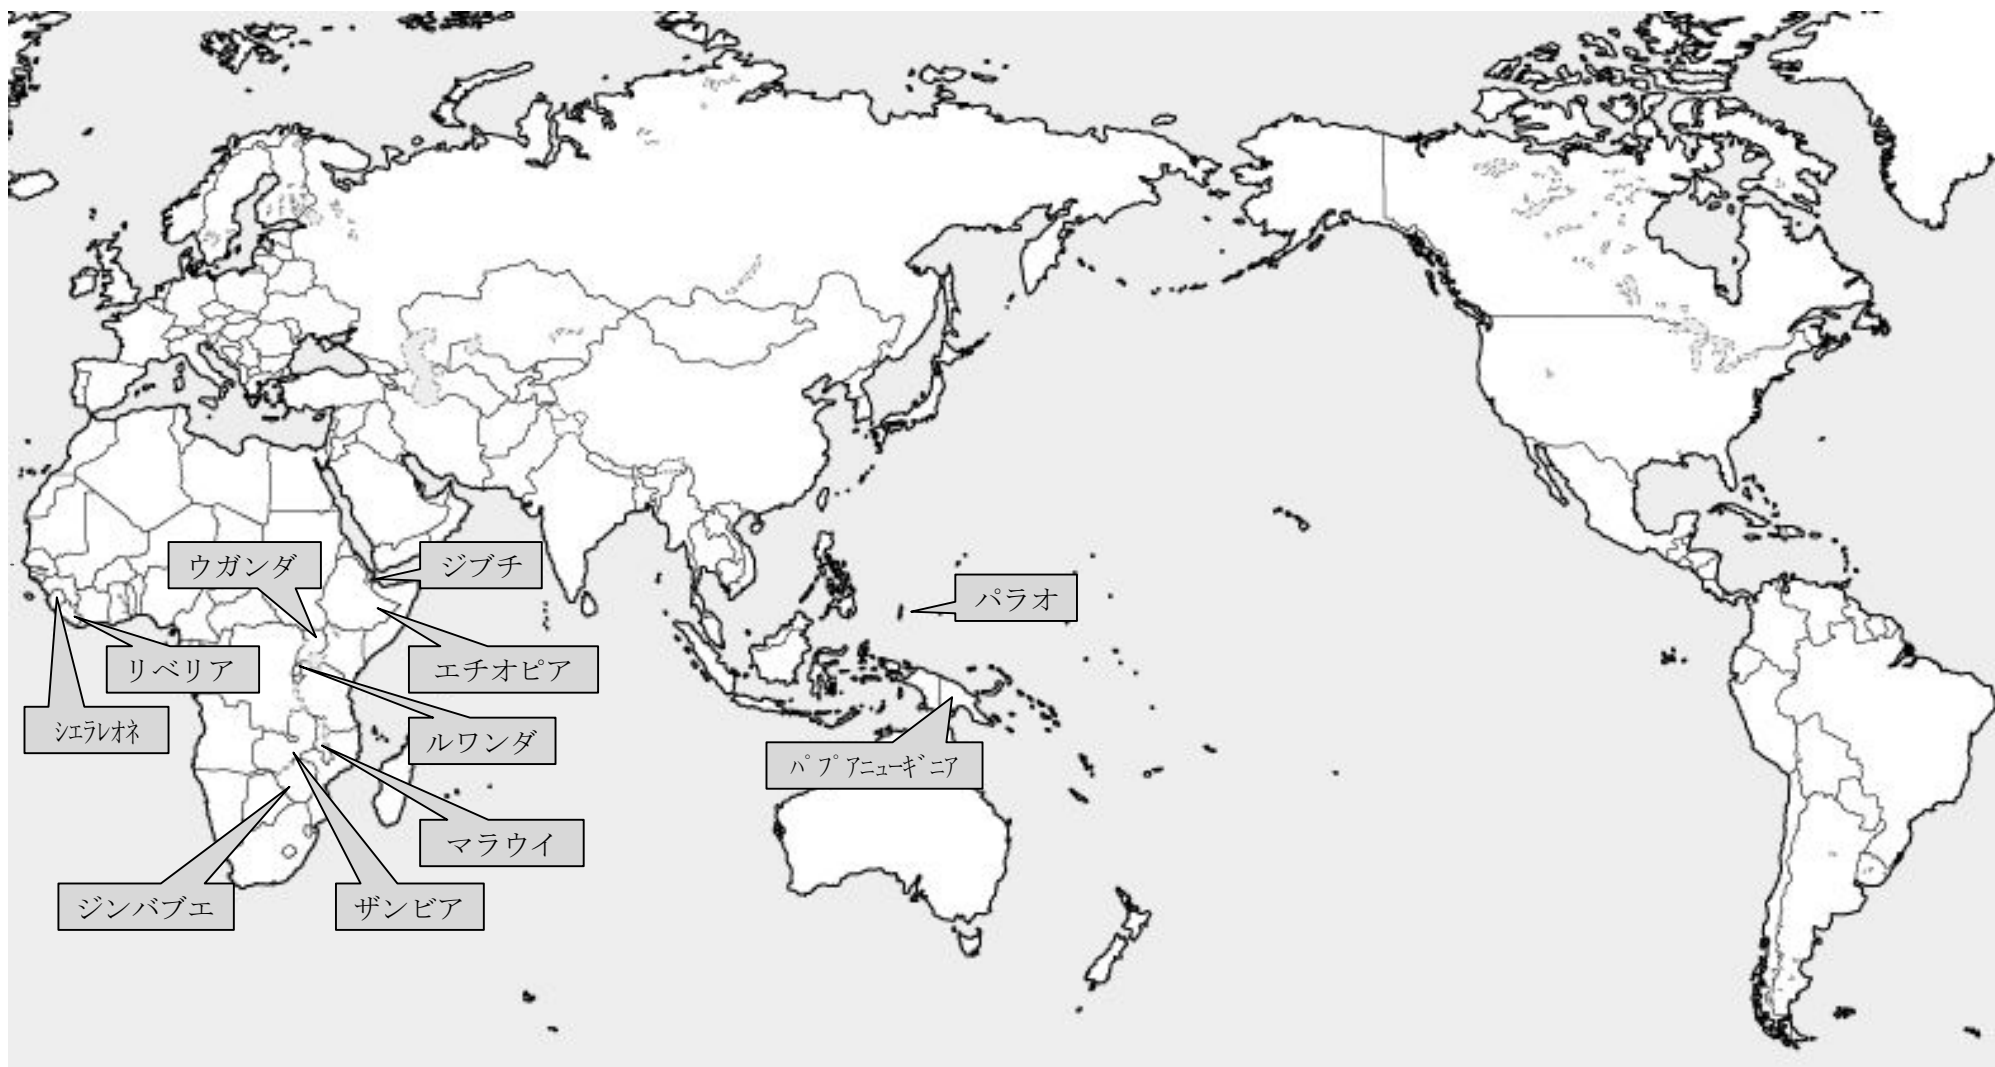 ウガンダ
ジブチ
パラオ
リベリア
エチオピア
シエラレオネ
ルワンダ
パプアニューギニア
マラウイ
ジンバブエ
ザンビア